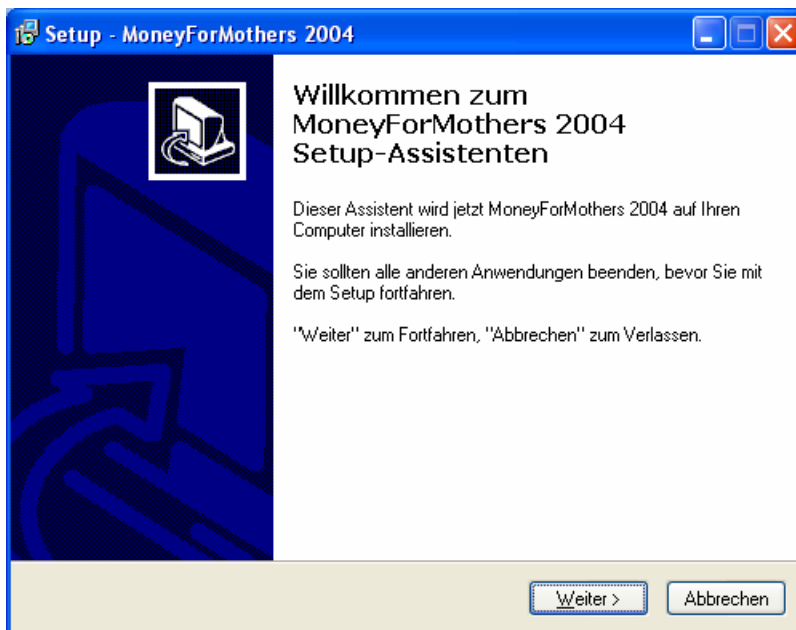 Setup - MoneyForMothers 2004
Willkommen zum
MoneyForMothers 2004
Setup-Assistenten
Dieser Assistent wird jetzt MoneyForMothers 2004 auf Ihren
Computer installieren.
Sie sollten alle anderen Anwendungen beenden, bevor Sie mit
dem Setup fortfahren.
"Weiter" zum Fortfahren, "Abbrechen" zum Verlassen.
Weiter > Abbrechen